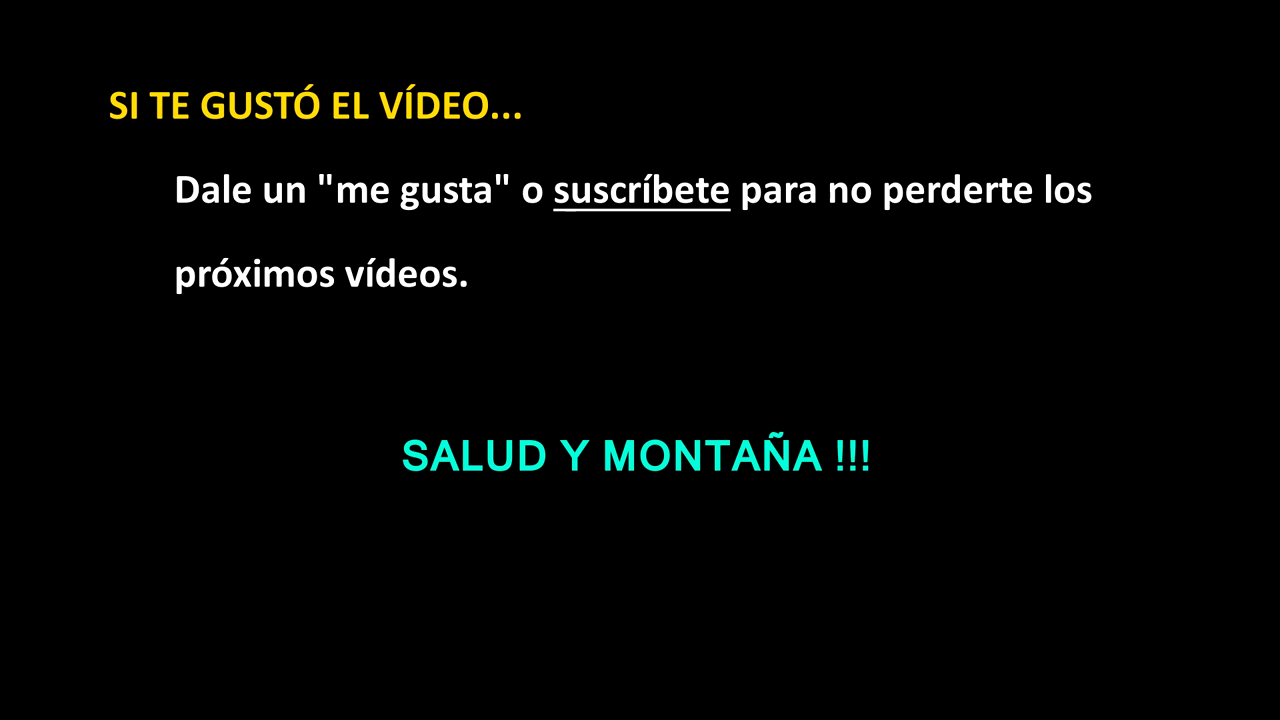 SI TE GUSTÓ EL VÍDEO...
Dale un "me gusta" o suscríbete para no perderte los
próximos vídeos.
SALUD Y MONTAÑA !!!